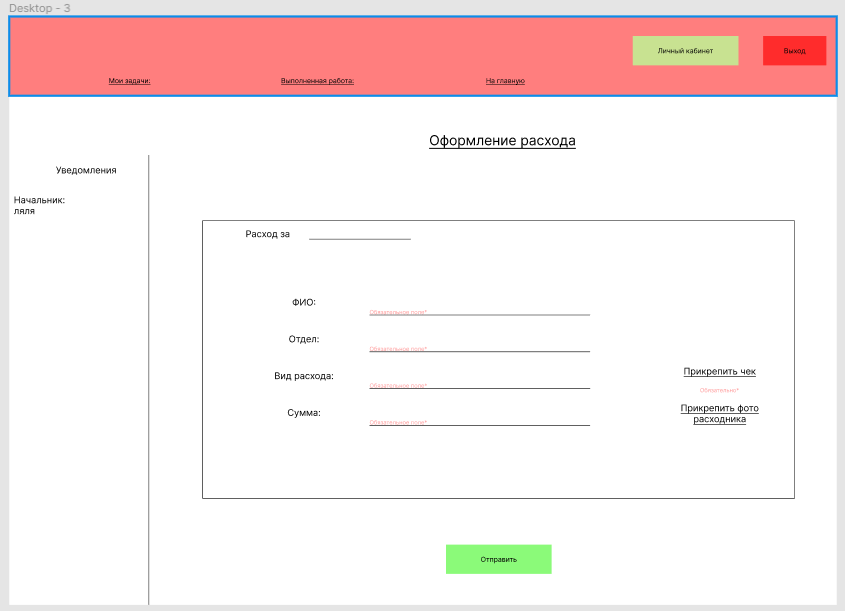 Desktop - 3
Личный кабинет
Выход
Мои задачи:
Выполненная работа:
На главную
Оформление расхода
Уведомления
Начальник:
ляля
Расход за
ФИО:
Обязательное поле*
Отдел:
Обязательное поле*
Вид расхода:
Обязательное поле*
Сумма:
Обязательное поле*
Прикрепить чек
Обязательно*
Прикрепить фото
расходника
Отправить